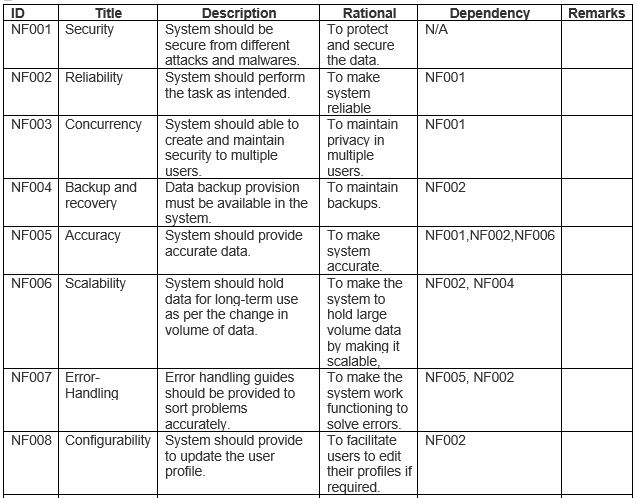 ID Title Description Rational Dependency Remarks
NF001 Security System should be To protect N/A
secure from different and secure
attacks and malwares. the data.
NF002 Reliability System should perform To make NF001
the task as intended. system
reliable
NF003 Concurrency System should able to To maintain NF001
create and maintain privacy in
security to multiple multiple
users. users.
NF004 Backup and Data backup provision To maintain NF002
recovery must be available in the backups.
system.
NF005 Accuracy System should provide To make NF001,NF002,NF006
accurate data. system
accurate.
NF006 Scalability System should hold To make the NF002, NF004
data for long-term use system to
as per the change in hold large
volume of data. volume data
by making it
scalable,
NF007 Error- Error handling guides To make the NF005, NF002
Handling should be provided to system work
sort problems functioning to
accurately. solve errors.
NF008 Configurability System should provide To facilitate NF002
to update the user users to edit
profile. their profiles if
required.